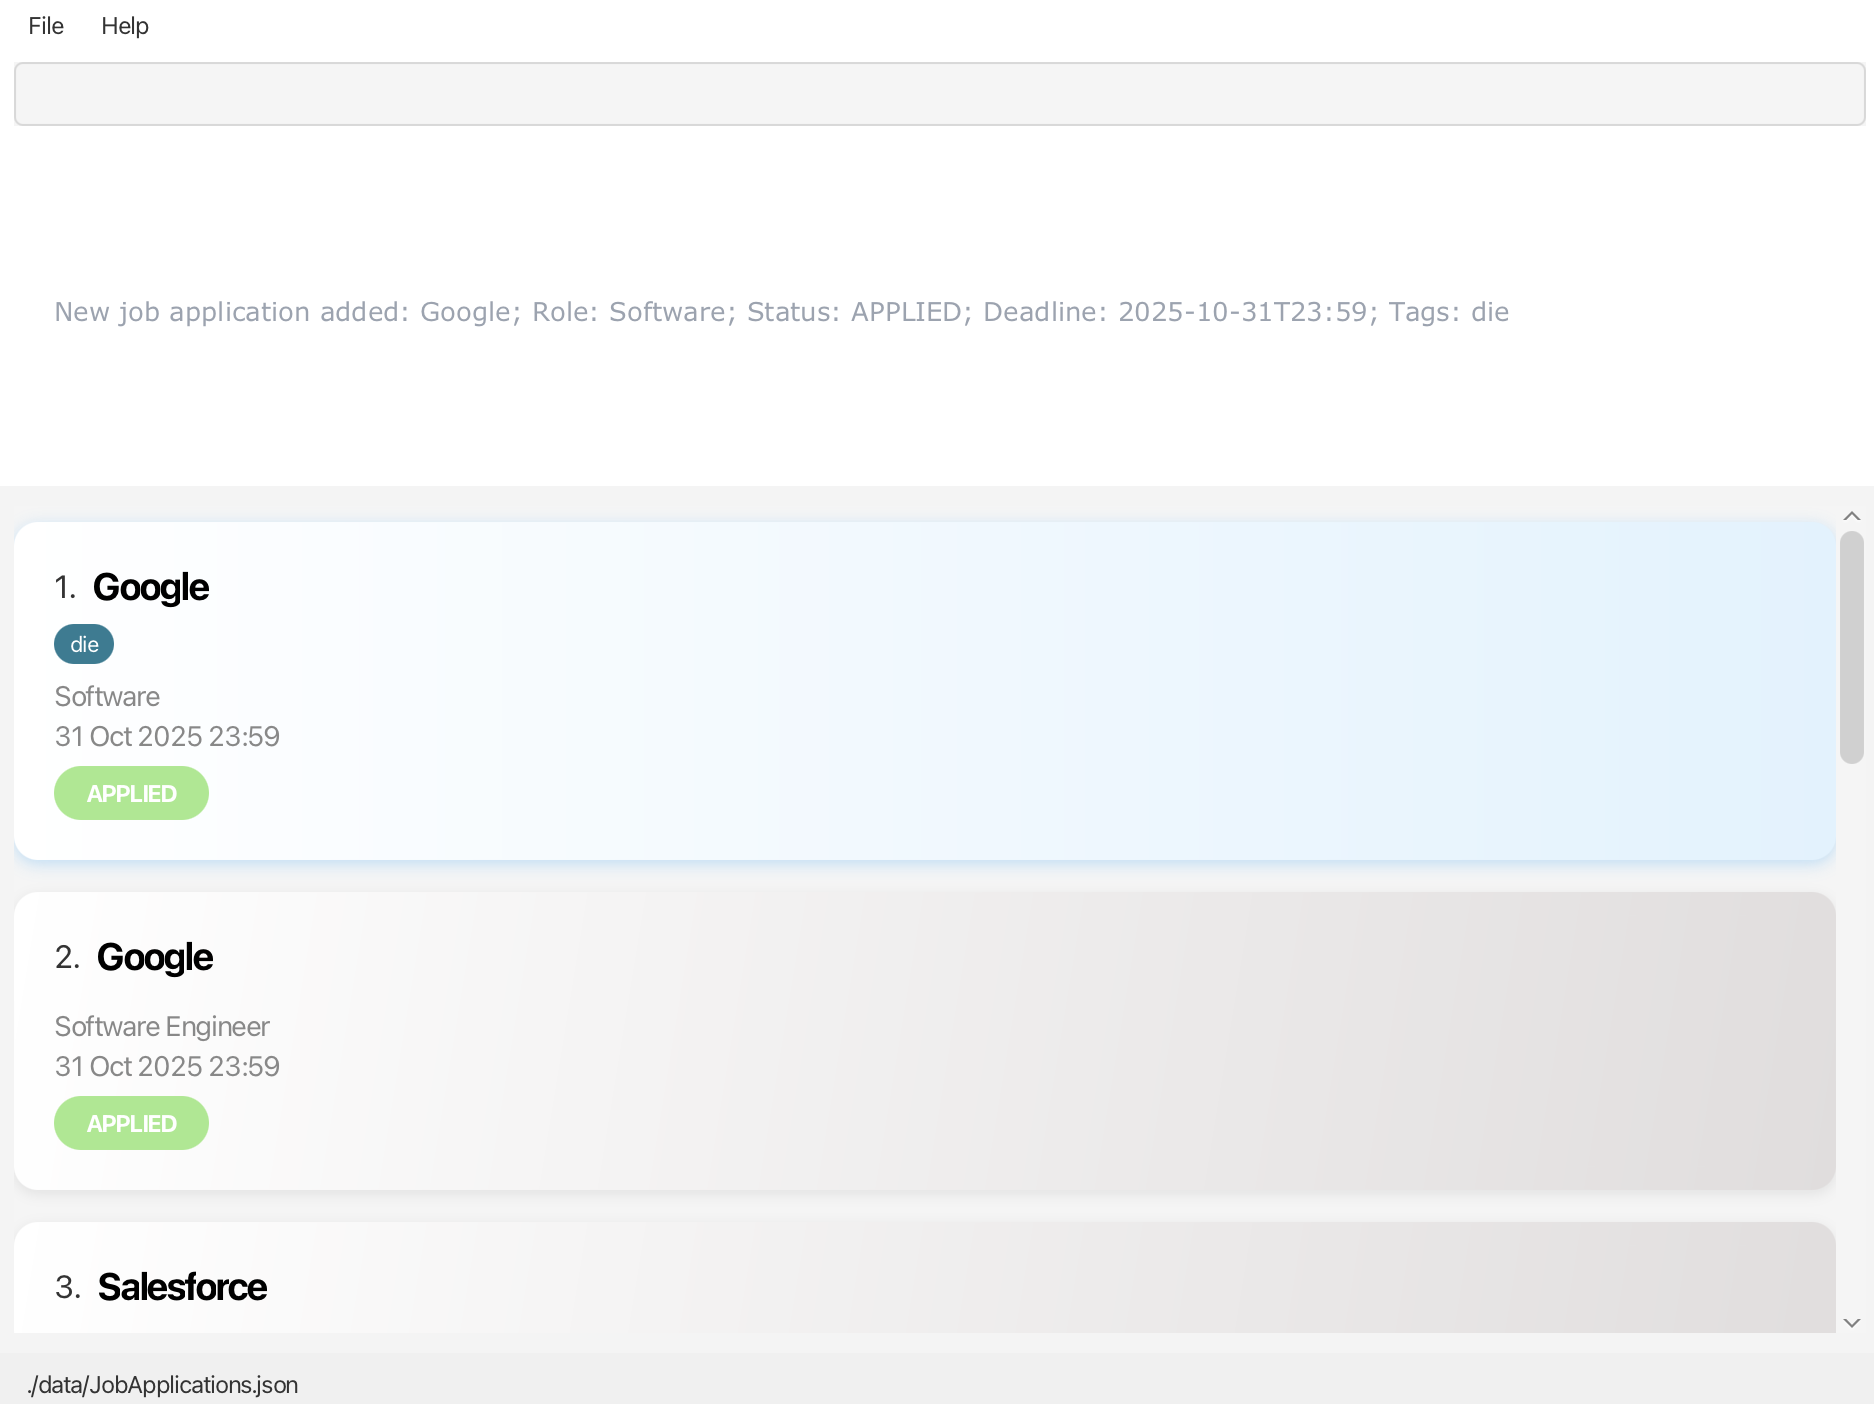 File Help
New job application added: Google; Role: Software; Status: APPLIED; Deadline: 2025-10-31T23:59; Tags: die
1. Google
die
Software
31 Oct 2025 23:59
APPLIED
2. Google
Software Engineer
31 Oct 2025 23:59
APPLIED
3. Salesforce
./data/JobApplications.json